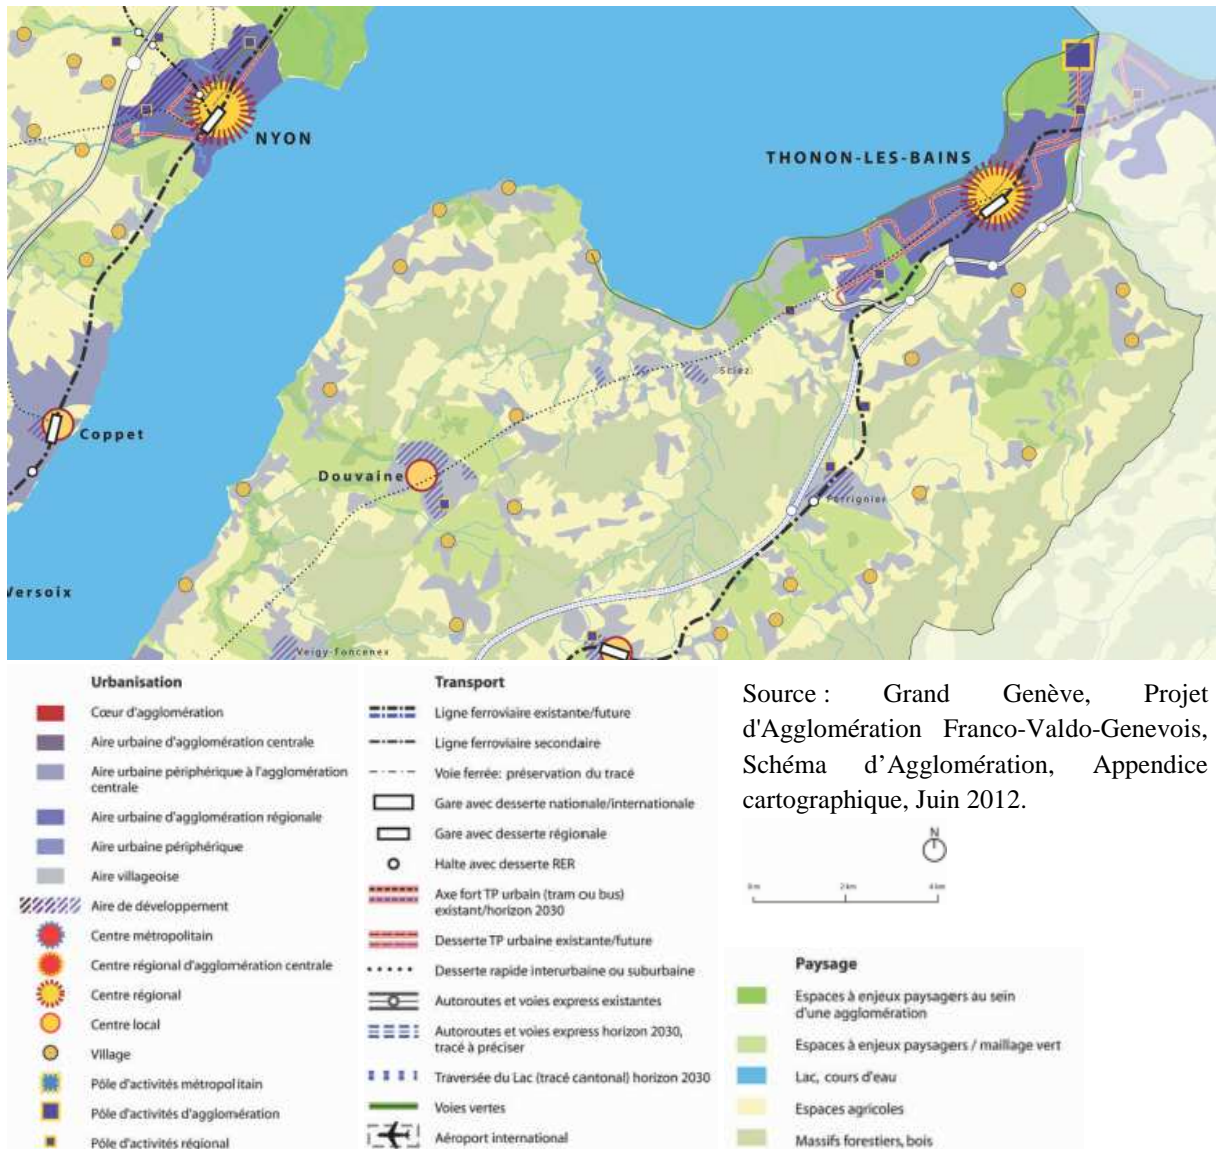 NYON
THONON-LES-BAINS
Sciez
Coppet
Douvaine
Perrignier
Versoix
Veigy-Foncenex
Urbanisation
Cœur d'agglomération
Aire urbaine d'agglomération centrale
Aire urbaine périphérique à l'agglomération
centrale
Aire urbaine d'agglomération régionale
Aire urbaine périphérique
Aire villageoise
Aire de développement
Centre métropolitain
Centre régional d'agglomération centrale
Centre régional
Centre local
Village
Pôle d'activités métropolitain
Pôle d'activités d'agglomération
Pôle d'activités régional
Transport
Ligne ferroviaire existante/future
Ligne ferroviaire secondaire
Voie ferrée: préservation du tracé
Gare avec desserte nationale/internationale
Gare avec desserte régionale
Halte avec desserte RER
Axe fort TP urbain (tram ou bus)
existant/horizon 2030
Desserte TP urbaine existante/future
Desserte rapide interurbaine ou suburbaine
Autoroutes et voies express existantes
Autoroutes et voies express horizon 2030,
tracé à préciser
Traversée du Lac (tracé cantonal) horizon 2030
Voies vertes
Aéroport international
Source : Grand Genève, Projet
d'Agglomération Franco-Valdo-Genevois,
Schéma d’Agglomération, Appendice
cartographique, Juin 2012.
N
0 m 2 km 4 km
Paysage
Espaces à enjeux paysagers au sein
d'une agglomération
Espaces à enjeux paysagers / maillage vert
Lac, cours d'eau
Espaces agricoles
Massifs forestiers, bois